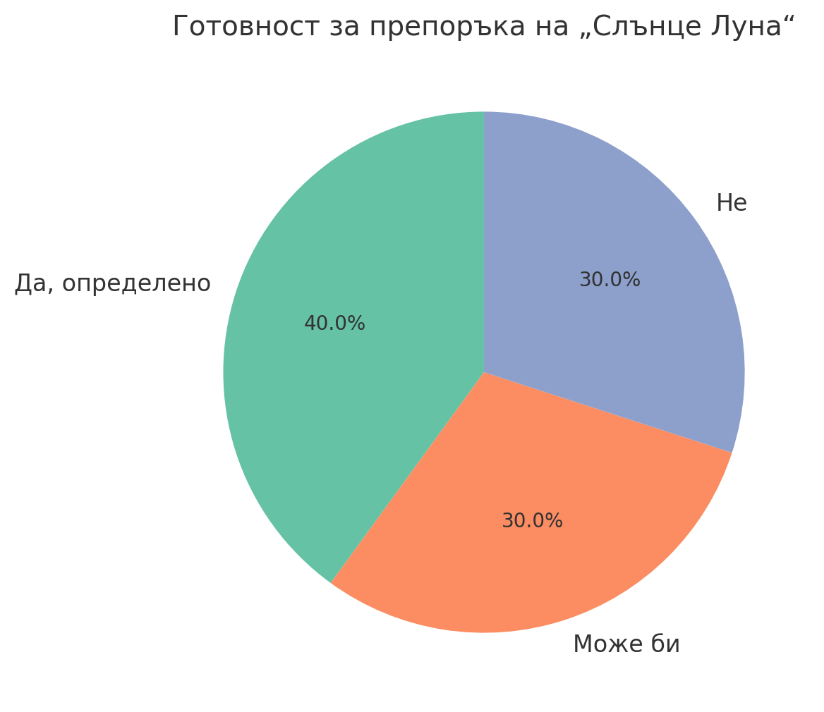 Готовност за препоръка на „Слънце Луна“
Не
30.0%
Да, определено
40.0%
30.0%
Може би